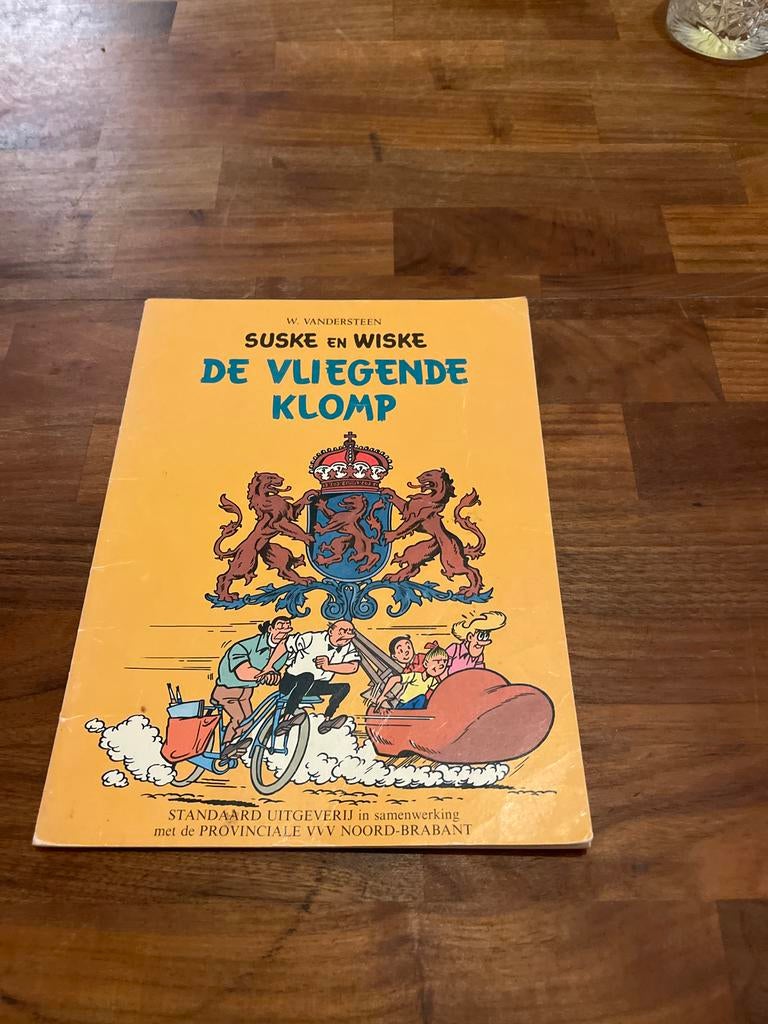 W. VANDERSTEEN
SUSKE EN WISKE
DE VLIEGENDE
KLOMP
STANDAARD UITGEVERIJ in samenwerking
met de PROVINCIALE VVV NOORD-BRABANT